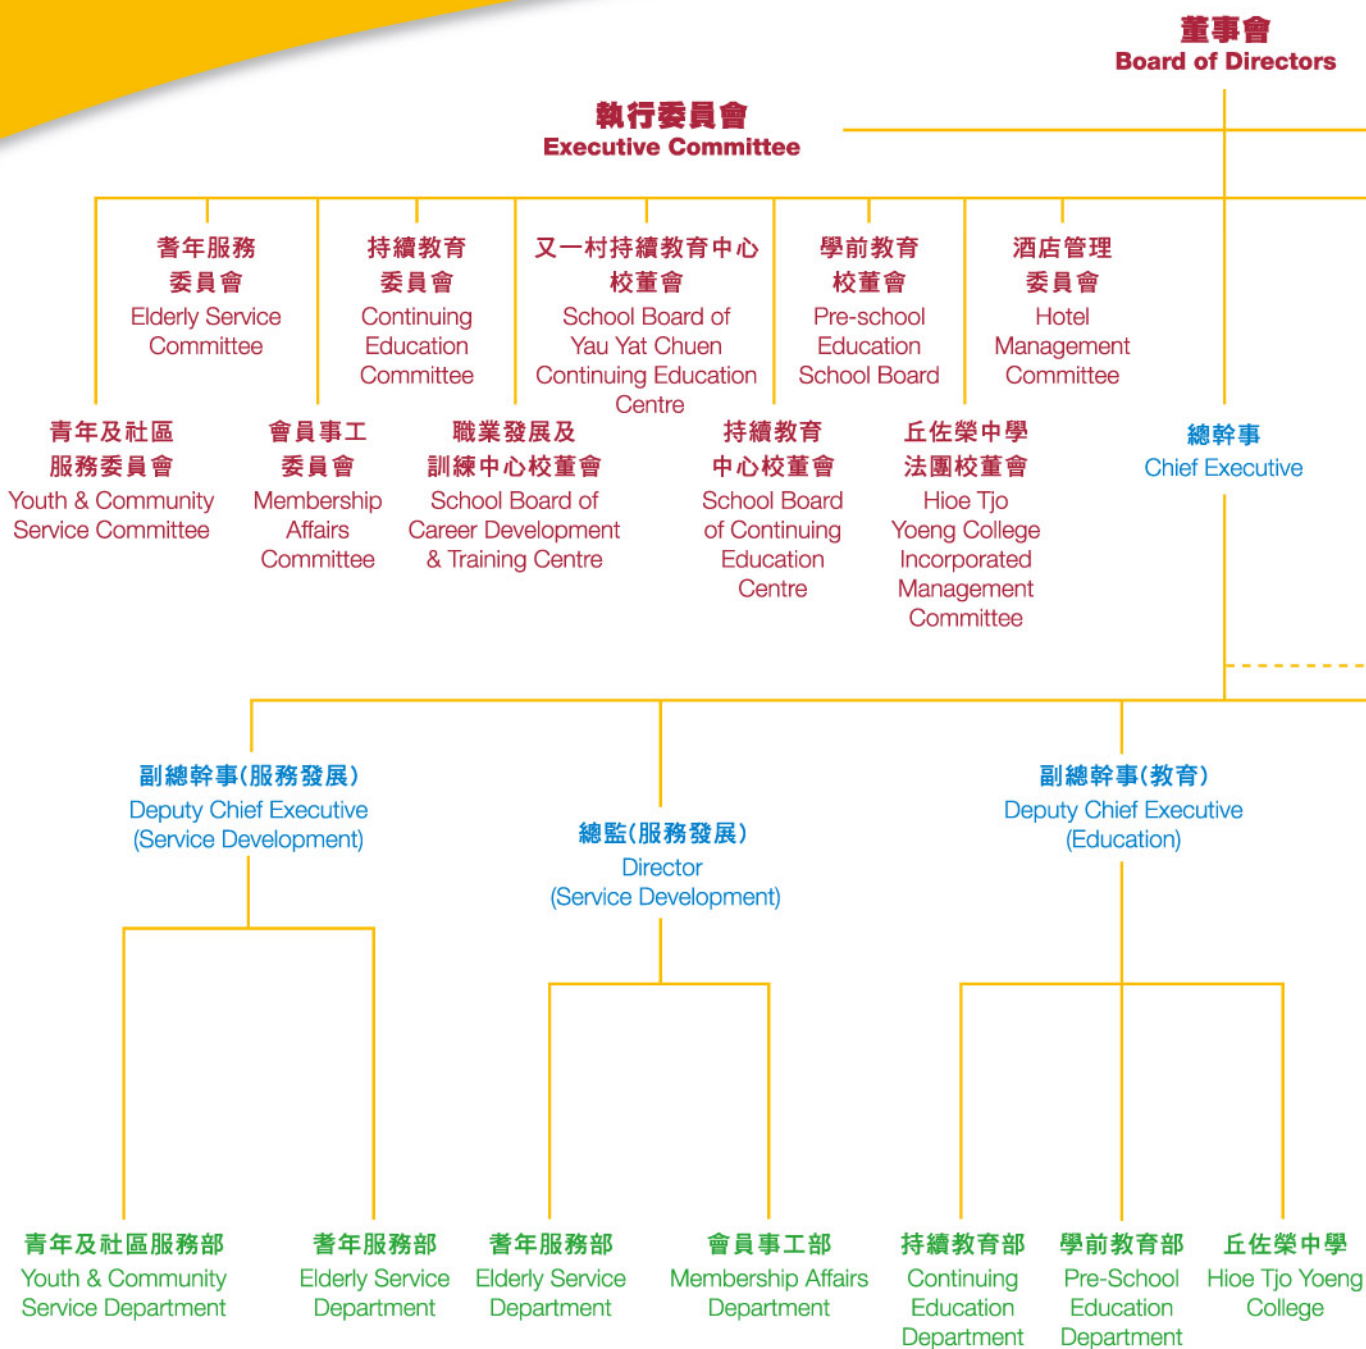 董事會
Board of Directors
執行委員會
Executive Committee
耆年服務
委員會
Elderly Service
Committee
持續教育
委員會
Continuing
Education
Committee
又一村持續教育中心
校董會
School Board of
Yau Yat Chuen
Continuing Education
Centre
學前教育
校董會
Pre-school
Education
School Board
酒店管理
委員會
Hotel
Management
Committee
青年及社區
服務委員會
Youth & Community
Service Committee
會員事工
委員會
Membership
Affairs
Committee
職業發展及
訓練中心校董會
School Board of
Career Development
& Training Centre
持續教育
中心校董會
School Board
of Continuing
Education
Centre
丘佐榮中學
法團校董會
Hioe Tjo
Yoeng College
Incorporated
Management
Committee
總幹事
Chief Executive
副總幹事(服務發展)
Deputy Chief Executive
(Service Development)
總監(服務發展)
Director
(Service Development)
副總幹事(教育)
Deputy Chief Executive
(Education)
青年及社區服務部
Youth & Community
Service Department
耆年服務部
Elderly Service
Department
耆年服務部
Elderly Service
Department
會員事工部
Membership Affairs
Department
持續教育部
Continuing
Education
Department
學前教育部
Pre-School
Education
Department
丘佐榮中學
Hioe Tjo Yoeng
College